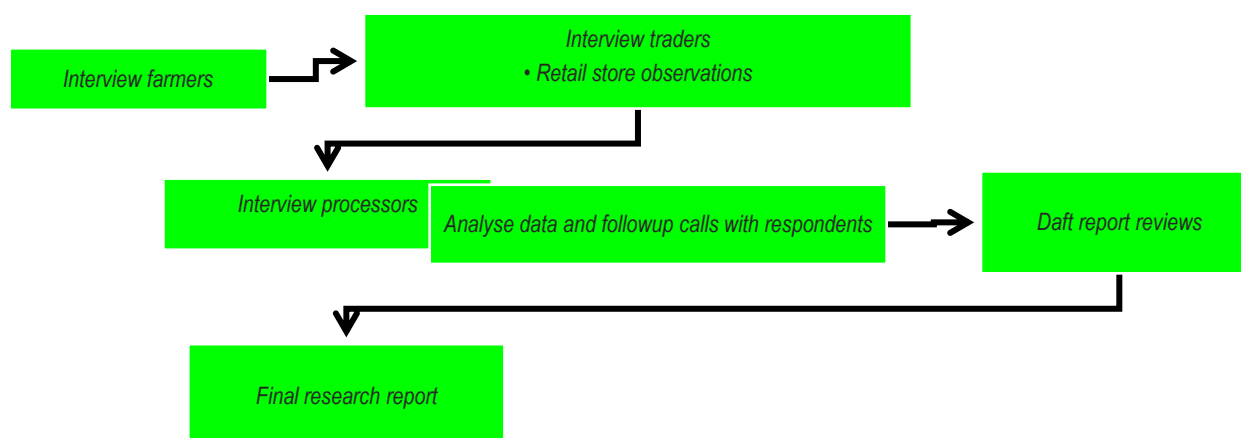 Interview farmers
Interview traders
• Retail store observations
Interview processors
Analyse data and followup calls with respondents
Daft report reviews
Final research report